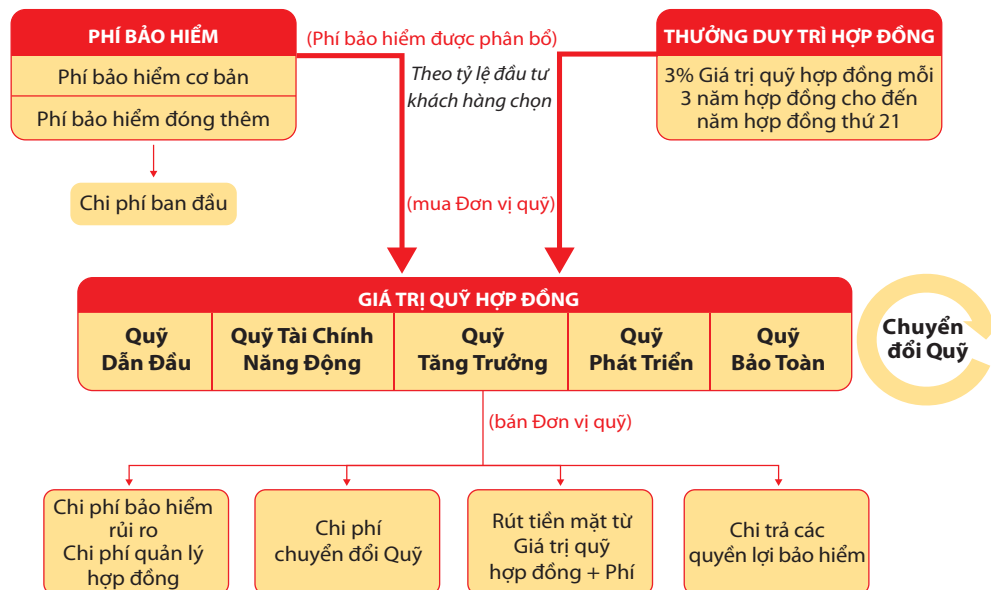 PHÍ BẢO HIỂM
Phí bảo hiểm cơ bản
Phí bảo hiểm đóng thêm
Chi phí ban đầu
(Phí bảo hiểm được phân bổ)
Theo tỷ lệ đầu tư
khách hàng chọn
(mua Đơn vị quỹ)
THƯỞNG DUY TRÌ HỢP ĐỒNG
3% Giá trị quỹ hợp đồng mỗi
3 năm hợp đồng cho đến
năm hợp đồng thứ 21
GIÁ TRỊ QUỸ HỢP ĐỒNG
Quỹ
Dẫn Đầu
Quỹ Tài Chính
Năng Động
Quỹ
Tăng Trưởng
Quỹ
Phát Triển
Quỹ
Bảo Toàn
Chuyển
đổi Quỹ
(bán Đơn vị quỹ)
Chi phí bảo hiểm
rủi ro
Chi phí quản lý
hợp đồng
Chi phí
chuyển đổi Quỹ
Rút tiền mặt từ
Giá trị quỹ
hợp đồng + Phí
Chi trả các
quyền lợi bảo hiểm